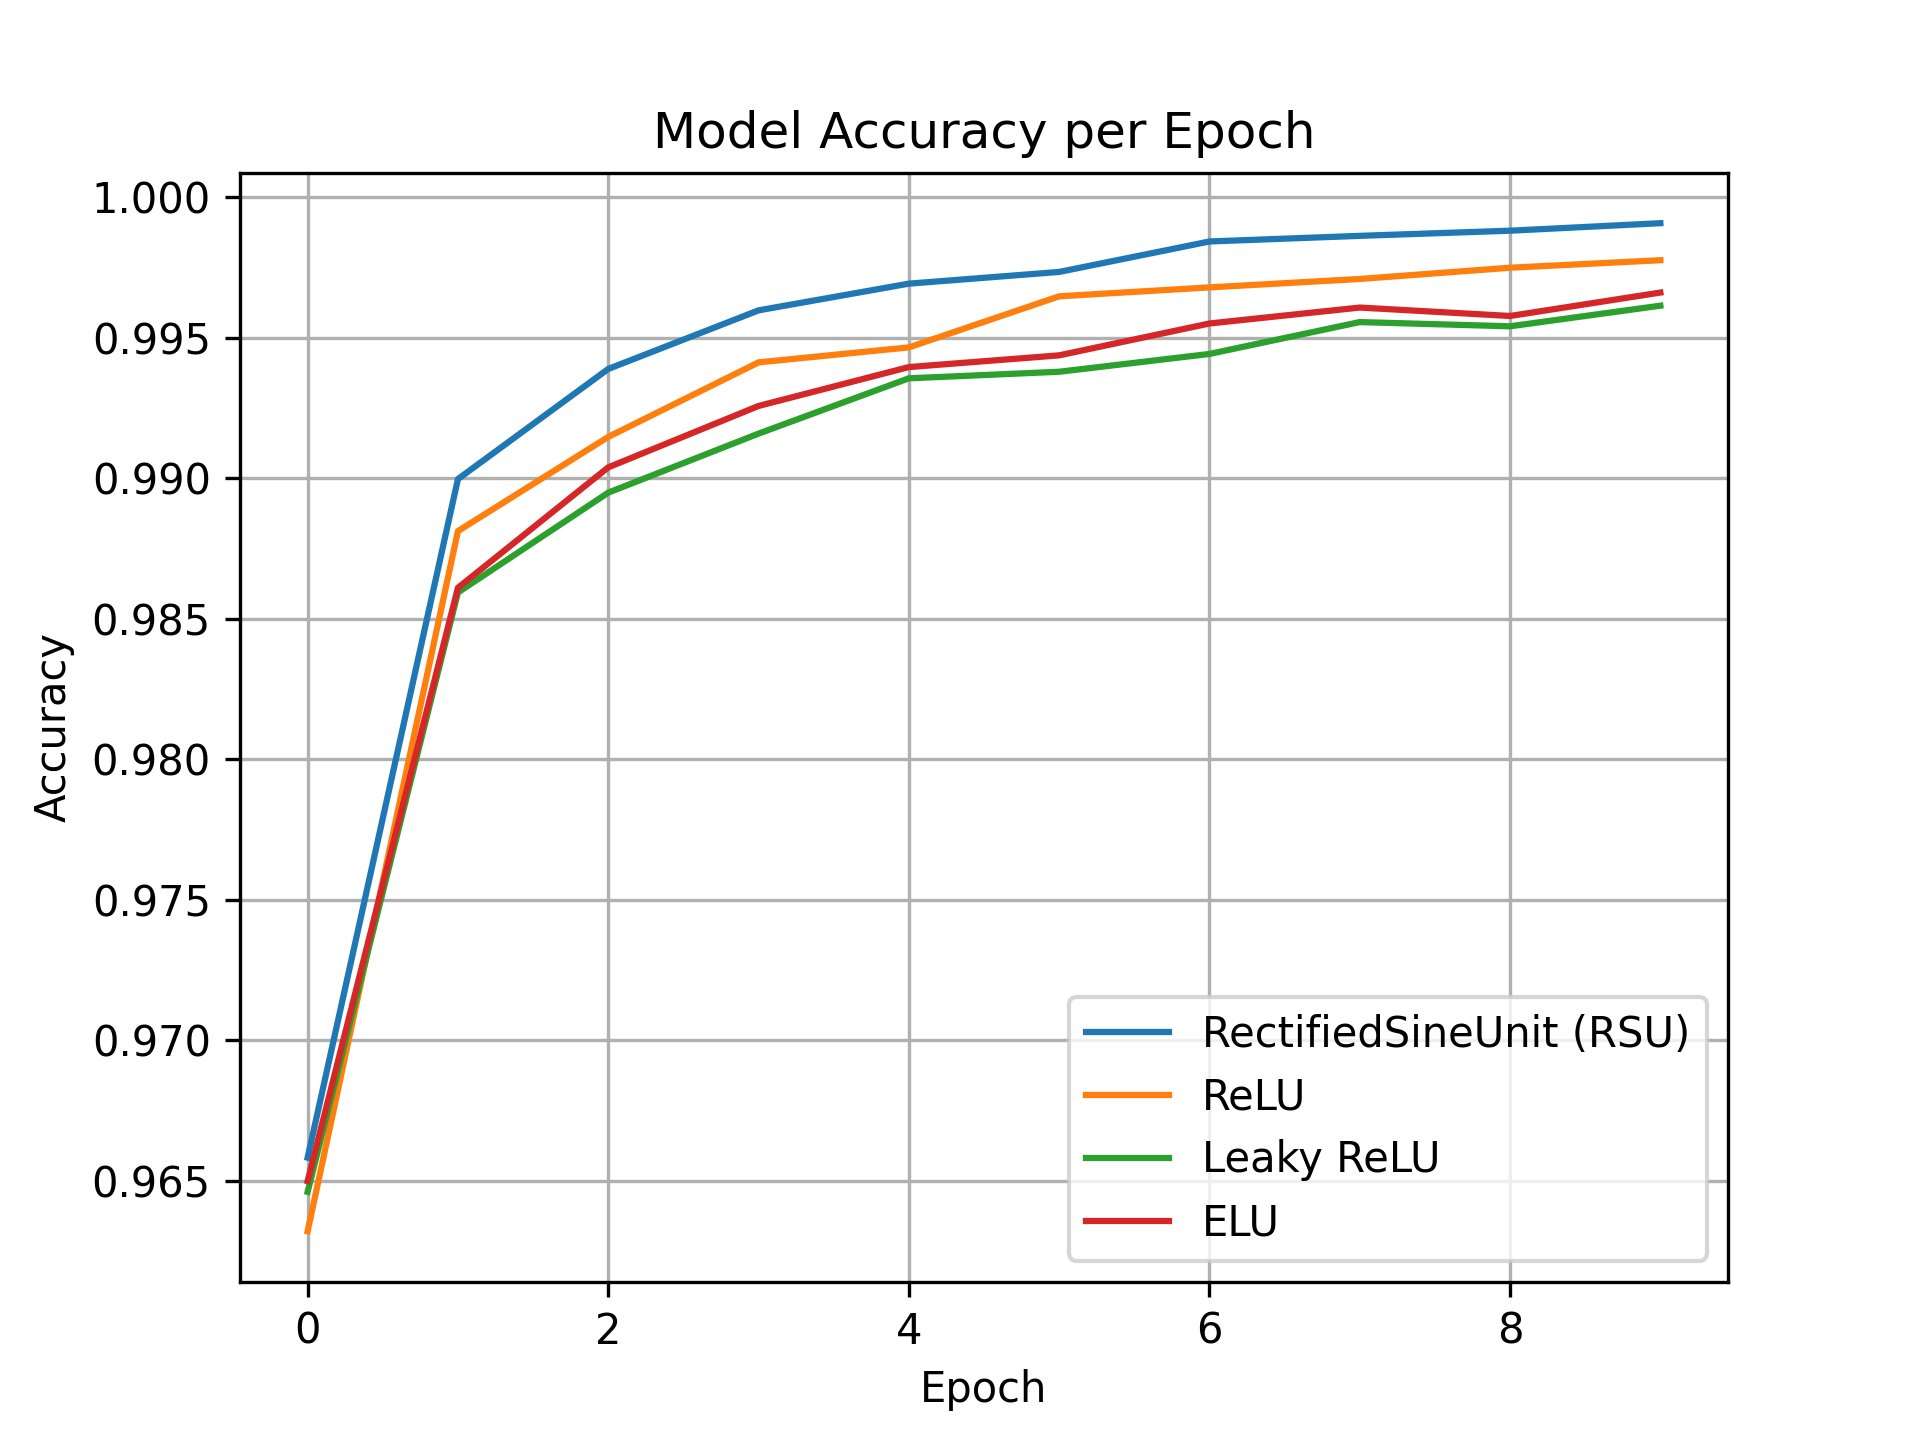 Model Accuracy per Epoch
1.000
0.995
0.990
0.985
0.980
0.975
0.970
0.965
Accuracy
RectifiedSineUnit (RSU)
ReLU
Leaky ReLU
ELU
0 2 4 6 8
Epoch